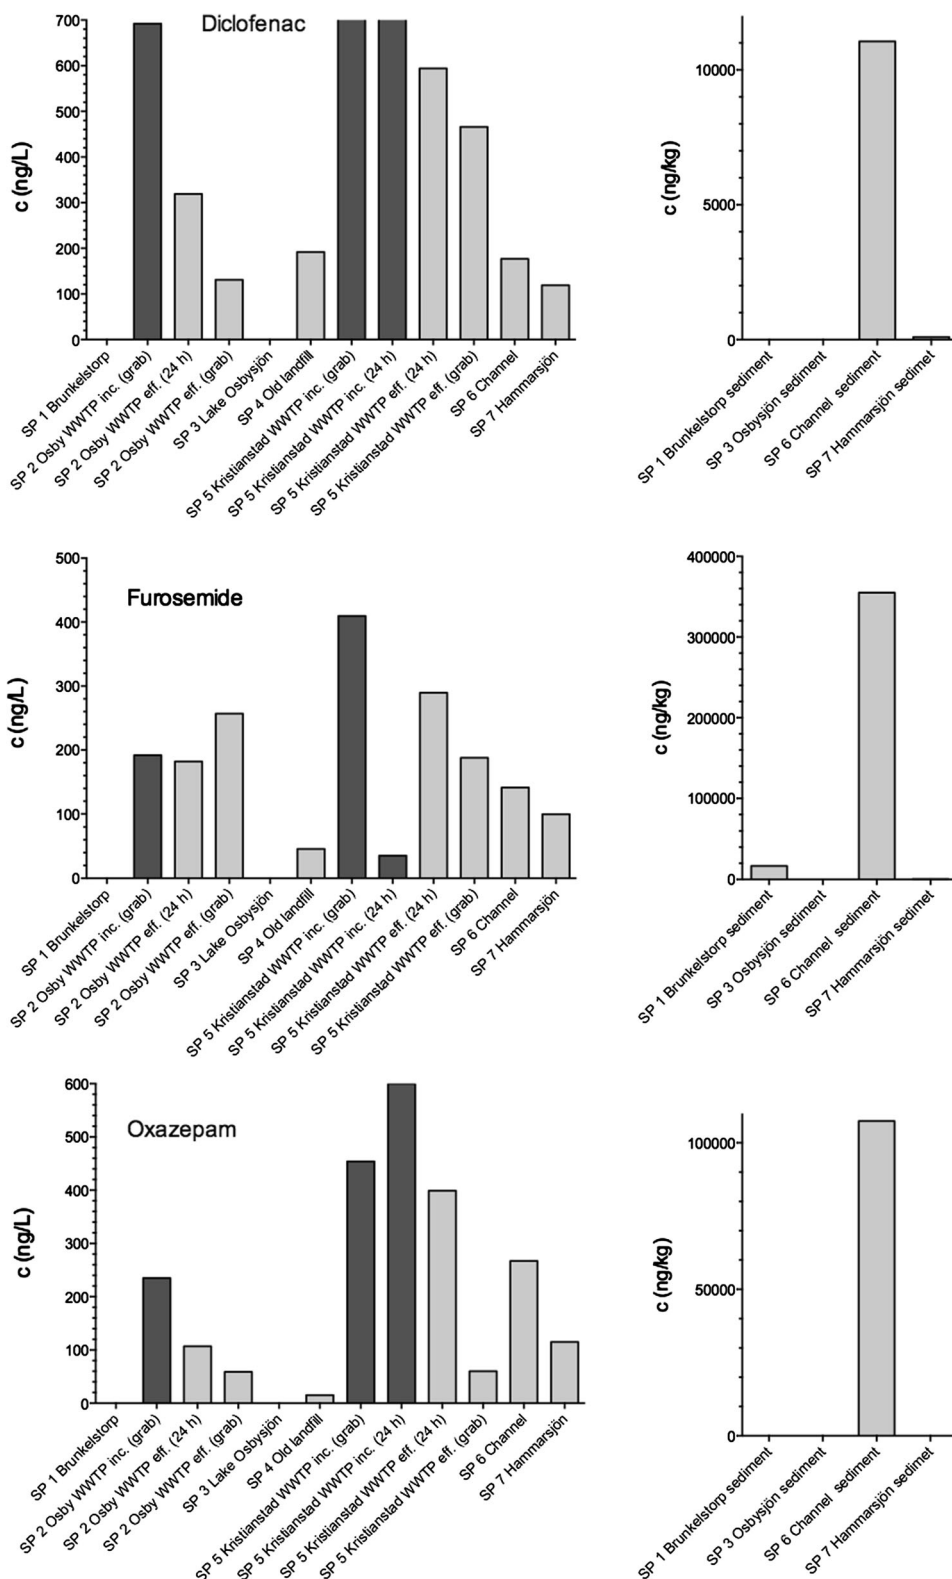 Diclofenac
c (ng/L)
700
600
500
400
300
200
100
0
SP 1 Brunkelstorp
SP 2 Osby WWTP inc. (grab)
SP 2 Osby WWTP eff. (24 h)
SP 2 Osby WWTP eff. (grab)
SP 3 Lake Osbysjön
SP 4 Old landfill
SP 5 Kristianstad WWTP inc. (grab)
SP 5 Kristianstad WWTP inc. (24 h)
SP 5 Kristianstad WWTP eff. (24 h)
SP 5 Kristianstad WWTP eff. (grab)
SP 6 Channel
SP 7 Hammarsjön
c (ng/kg)
10000
5000
0
SP 1 Brunkelstorp sediment
SP 3 Osbysjön sediment
SP 6 Channel sediment
SP 7 Hammarsjön sedimet
Furosemide
c (ng/L)
500
400
300
200
100
0
SP 1 Brunkelstorp
SP 2 Osby WWTP inc. (grab)
SP 2 Osby WWTP eff. (24 h)
SP 2 Osby WWTP eff. (grab)
SP 3 Lake Osbysjön
SP 4 Old landfill
SP 5 Kristianstad WWTP inc. (grab)
SP 5 Kristianstad WWTP inc. (24 h)
SP 5 Kristianstad WWTP eff. (24 h)
SP 5 Kristianstad WWTP eff. (grab)
SP 6 Channel
SP 7 Hammarsjön
c (ng/kg)
400000
300000
200000
100000
0
SP 1 Brunkelstorp sediment
SP 3 Osbysjön sediment
SP 6 Channel sediment
SP 7 Hammarsjön sedimet
Oxazepam
c (ng/L)
600
500
400
300
200
100
0
SP 1 Brunkelstorp
SP 2 Osby WWTP inc. (grab)
SP 2 Osby WWTP eff. (24 h)
SP 2 Osby WWTP eff. (grab)
SP 3 Lake Osbysjön
SP 4 Old landfill
SP 5 Kristianstad WWTP inc. (grab)
SP 5 Kristianstad WWTP inc. (24 h)
SP 5 Kristianstad WWTP eff. (24 h)
SP 5 Kristianstad WWTP eff. (grab)
SP 6 Channel
SP 7 Hammarsjön
c (ng/kg)
100000
50000
0
SP 1 Brunkelstorp sediment
SP 3 Osbysjön sediment
SP 6 Channel sediment
SP 7 Hammarsjön sedimet